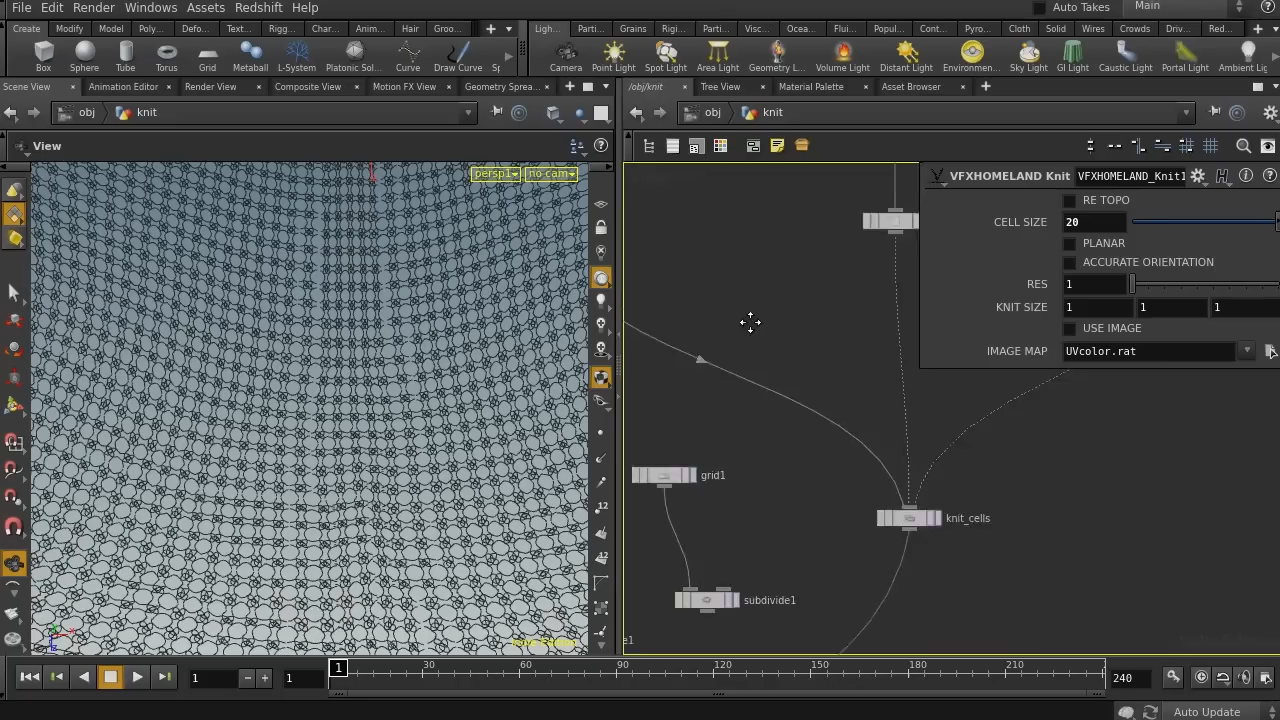 File Edit Render Windows Assets Redshift Help
Auto Takes Main
Create Modify Model Poly... Defo... Text... Rigg... Char... Anim... Hair Groo...
Ligh... Parti... Grains Rigi... Parti... Visc... Ocea... Flui... Popul... Cont... Pyro... Cloth Solid Wires Crowds Driv... Red...
Box Sphere Tube Torus Grid Metaball L-System Platonic Sol... Curve Draw Curve Sp
Camera Point Light Spot Light Area Light Geometry L... Volume Light Distant Light Environmen... Sky Light GI Light Caustic Light Portal Light Ambient Lig
Scene View Animation Editor Render View Composite View Motion FX View Geometry Sprea...
/obj/knit Tree View Material Palette Asset Browser
obj knit
obj knit
View
persp1 no cam
VFXHOMELAND Knit VFXHOMELAND_Knit1
RE TOPO
CELL SIZE 20
PLANAR
ACCURATE ORIENTATION
RES 1
KNIT SIZE 1 1 1
USE IMAGE
IMAGE MAP UVcolor.rat
grid1
knit_cells
subdivide1
e1
12
12
1 1 1 30 60 90 120 150 180 210 240
Auto Update